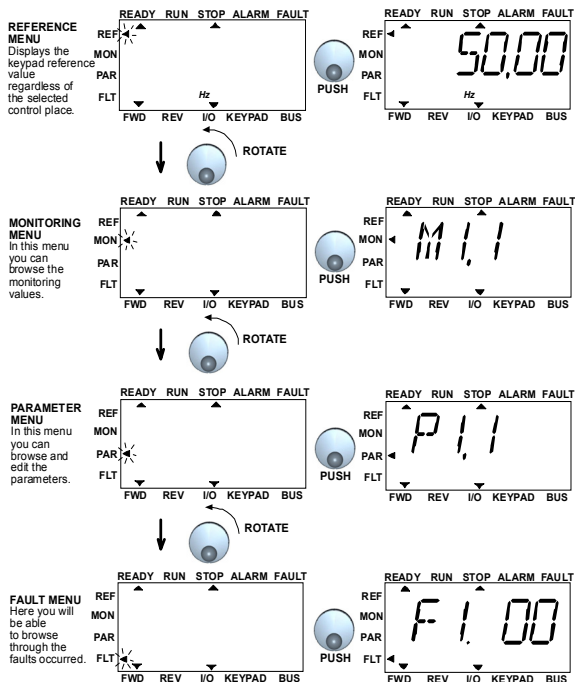 READY RUN STOP ALARM FAULT
READY RUN STOP ALARM FAULT
REFERENCE
MENU
Displays the
keypad reference
value
regardless of
the selected
control place.
REF
MON
PAR
FLT
Hz
FWD REV I/O KEYPAD BUS
PUSH
REF
MON
PAR
FLT
50,00
Hz
FWD REV I/O KEYPAD BUS
ROTATE
READY RUN STOP ALARM FAULT
READY RUN STOP ALARM FAULT
MONITORING
MENU
In this menu
you can
browse the
monitoring
values.
REF
MON
PAR
FLT
FWD REV I/O KEYPAD BUS
PUSH
REF
MON
PAR
FLT
M1,1
FWD REV I/O KEYPAD BUS
ROTATE
READY RUN STOP ALARM FAULT
READY RUN STOP ALARM FAULT
PARAMETER
MENU
In this menu
you can
browse and
edit the
parameters.
REF
MON
PAR
FLT
FWD REV I/O KEYPAD BUS
PUSH
REF
MON
PAR
FLT
P1,1
FWD REV I/O KEYPAD BUS
ROTATE
READY RUN STOP ALARM FAULT
READY RUN STOP ALARM FAULT
FAULT MENU
Here you will
be able
to browse
through the
faults occurred.
REF
MON
PAR
FLT
FWD REV I/O KEYPAD BUS
PUSH
REF
MON
PAR
FLT
F1. 00
FWD REV I/O KEYPAD BUS